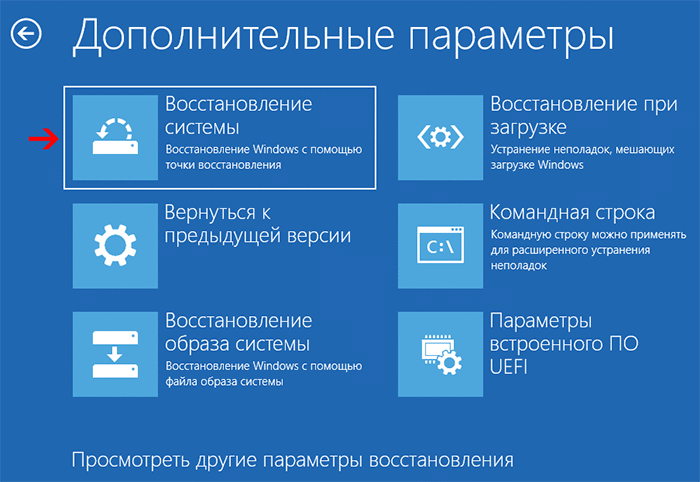 Дополнительные параметры
Восстановление
системы
Восстановление Windows с помощью
точки восстановления
Восстановление при
загрузке
Устранение неполадок, мешающих
загрузке Windows
Вернуться к
предыдущей версии
Командная строка
Командную строку можно применять
для расширенного устранения
неполадок
C:\
Восстановление
образа системы
Восстановление Windows с помощью
файла образа системы
Параметры
встроенного ПО
UEFI
Просмотреть другие параметры восстановления